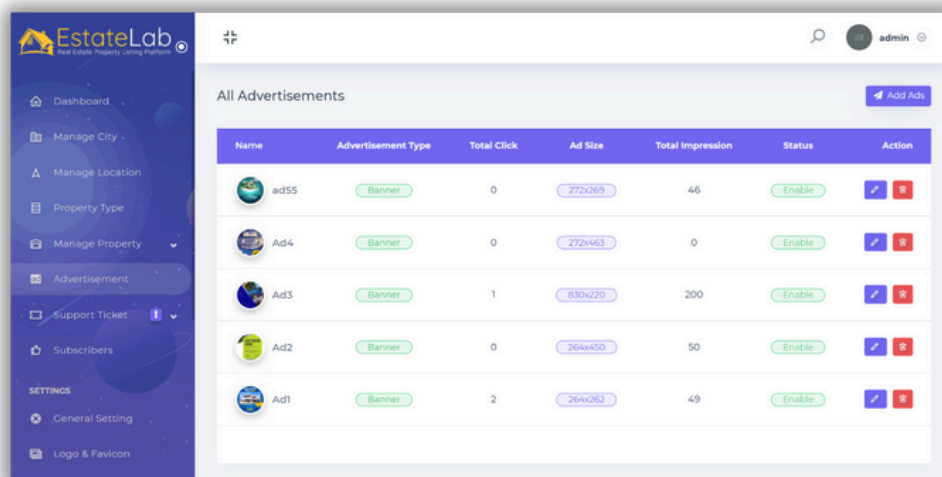 EstateLab
Real Estate Property Listing Platform
admin
Dashboard
Manage City
Manage Location
Property Type
Manage Property
Advertisement
Support Ticket
Subscribers
SETTINGS
General Setting
Logo & Favicon
All Advertisements
Add Ads
Name Advertisement Type Total Click Ad Size Total Impression Status Action
ad55 Banner 0 272x269 46 Enable
Ad4 Banner 0 272x463 0 Enable
Ad3 Banner 1 830x220 200 Enable
Ad2 Banner 0 264x450 50 Enable
Ad1 Banner 2 264x262 49 Enable